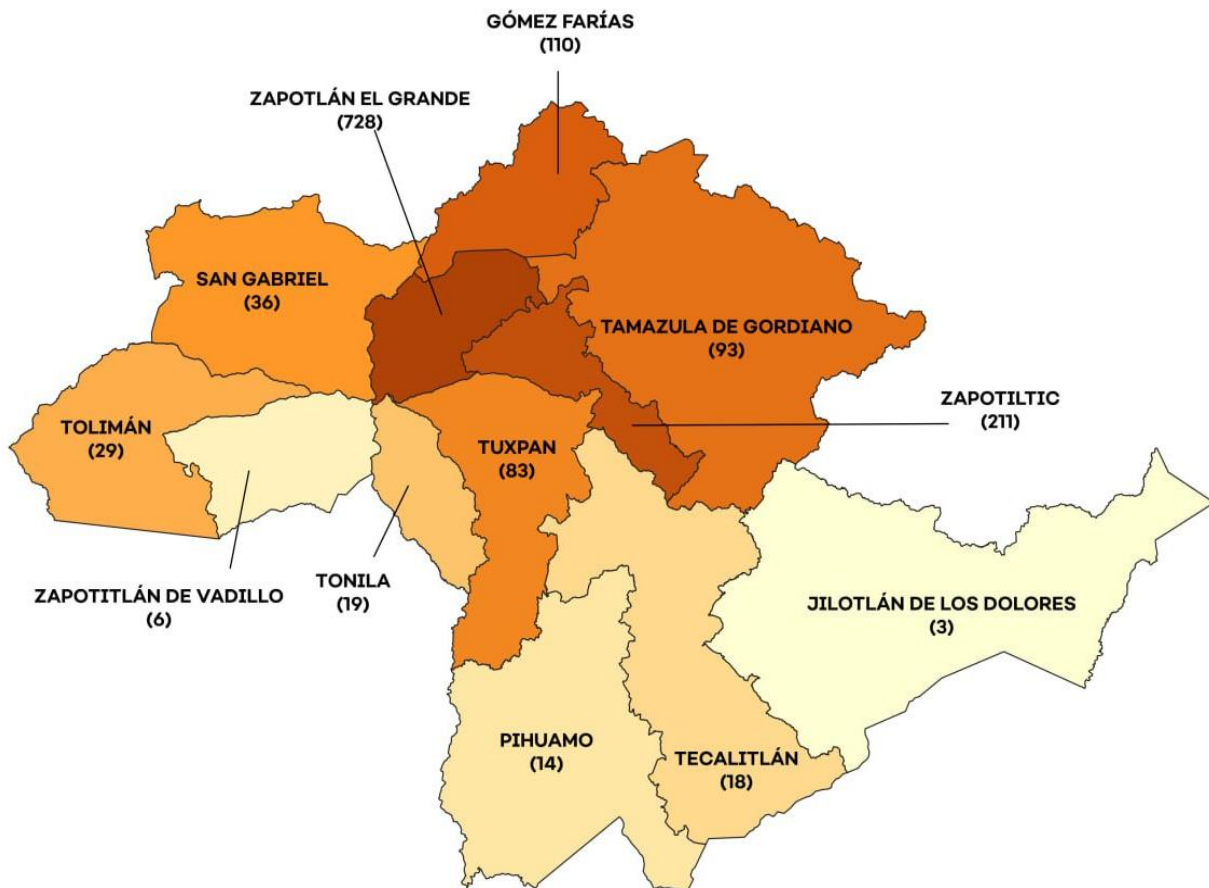 GÓMEZ FARÍAS
(110)
ZAPOTLÁN EL GRANDE
(728)
SAN GABRIEL
(36)
TAMAZULA DE GORDIANO
(93)
ZAPOTILTIC
(211)
TOLIMÁN
(29)
TUXPAN
(83)
ZAPOTITLÁN DE VADILLO
(6)
TONILA
(19)
JILOTLÁN DE LOS DOLORES
(3)
PIHUAMO
(14)
TECALITLÁN
(18)